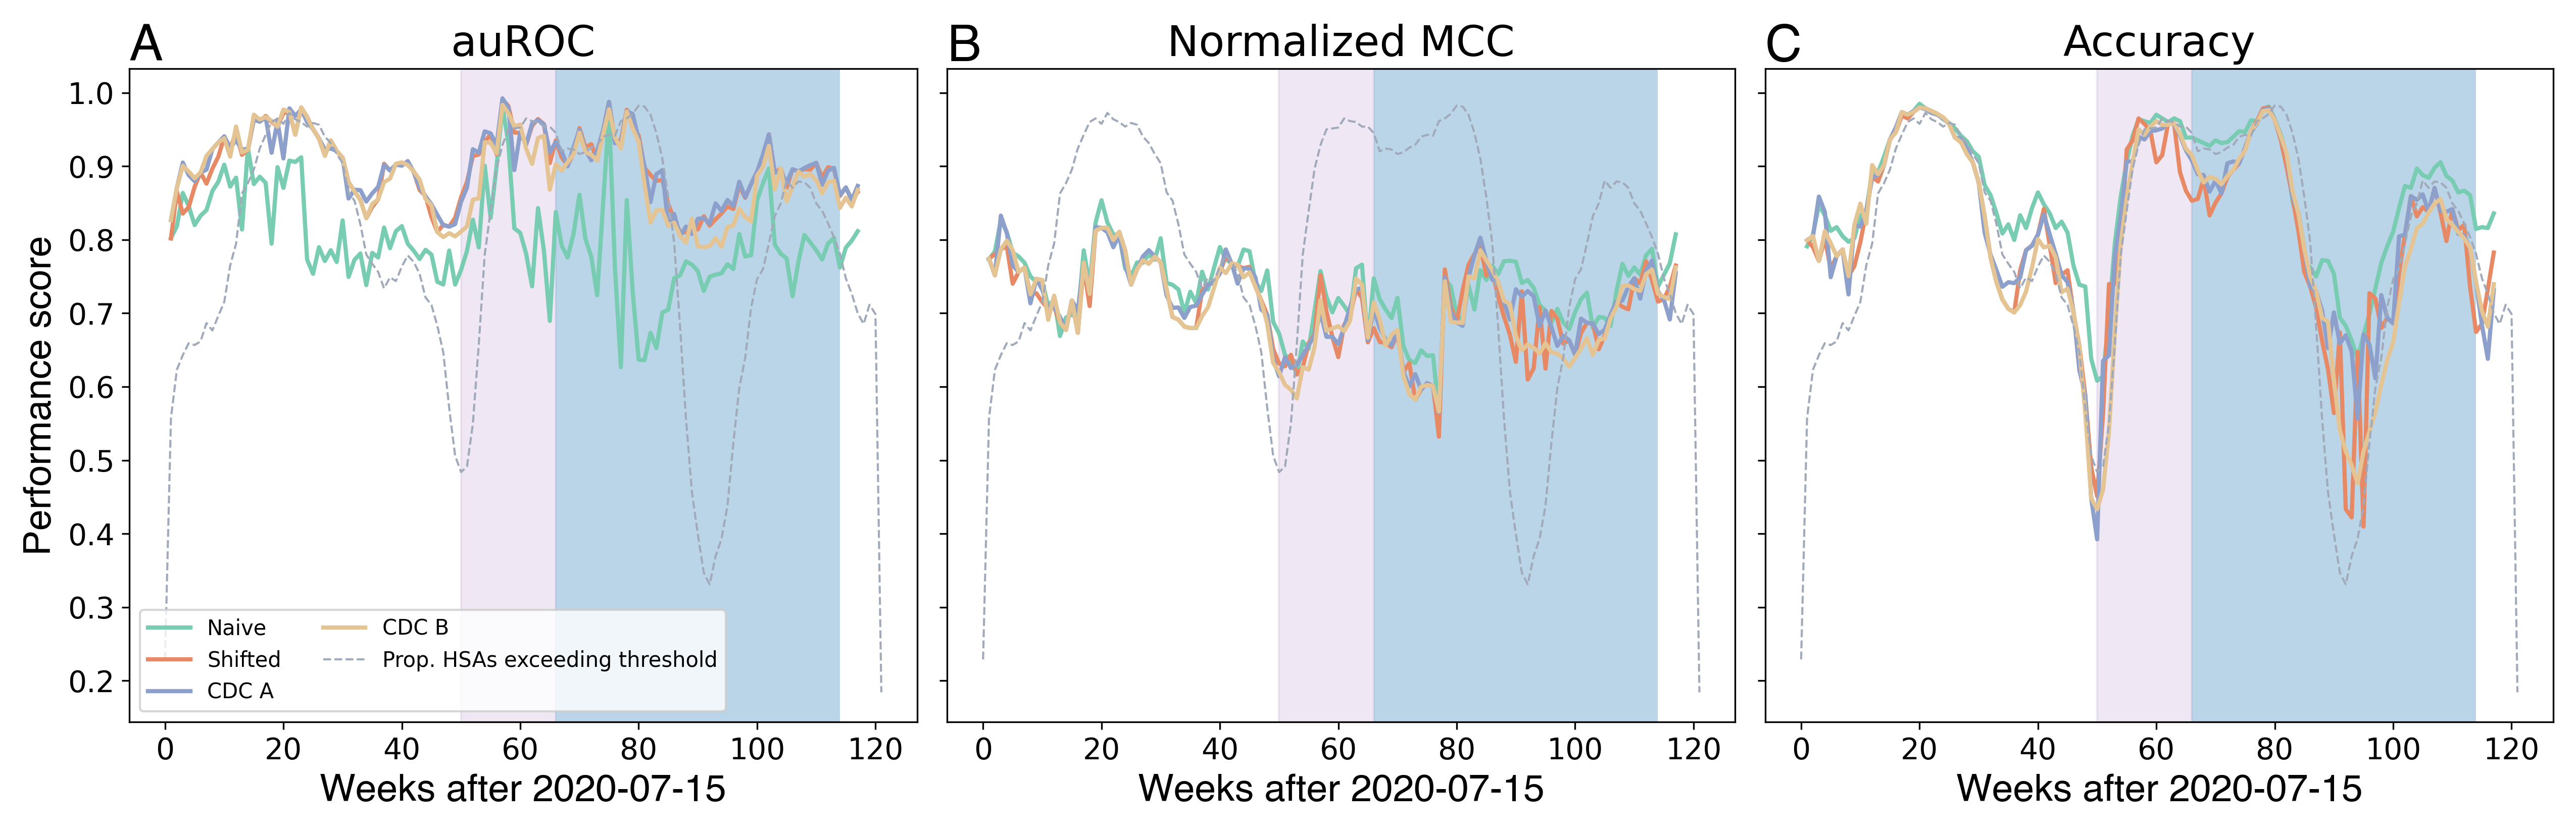 A auROC
B Normalized MCC
C Accuracy
Performance score
1.0
0.9
0.8
0.7
0.6
0.5
0.4
0.3
0.2
Naive
Shifted
CDC A
CDC B
Prop. HSAs exceeding threshold
0 20 40 60 80 100 120
0 20 40 60 80 100 120
0 20 40 60 80 100 120
Weeks after 2020-07-15
Weeks after 2020-07-15
Weeks after 2020-07-15